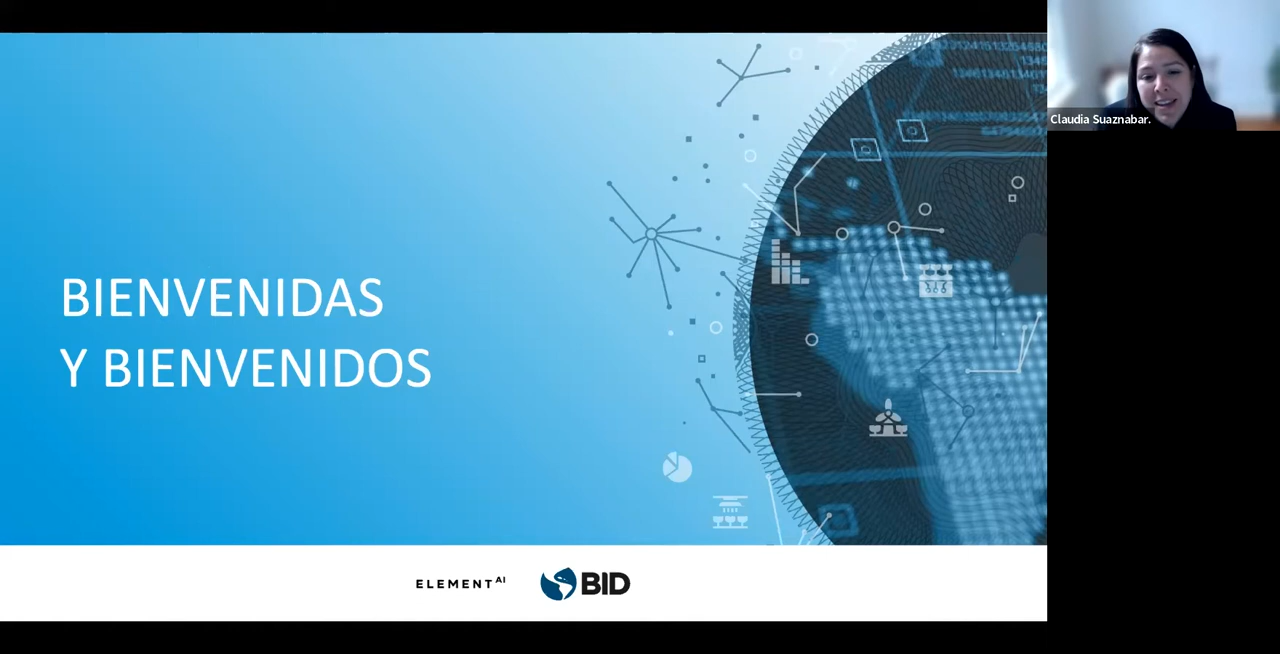 BIENVENIDAS
Y BIENVENIDOS
ELEMENT AI
BID
Claudia Suaznabar.